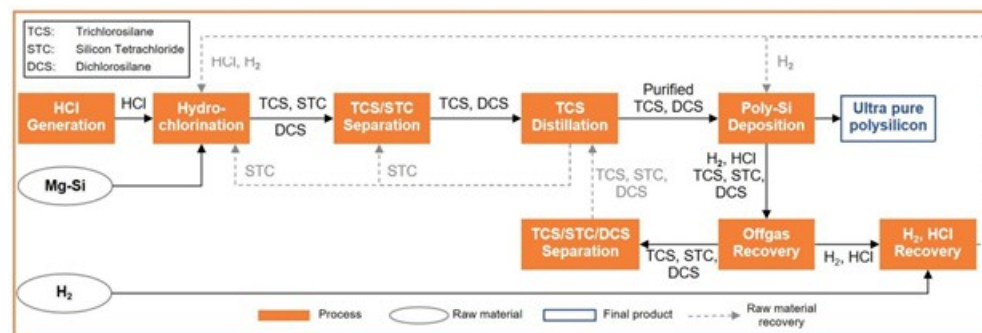 TCS: Trichlorosilane
STC: Silicon Tetrachloride
DCS: Dichlorosilane
HCl, H₂
H₂
HCl
Generation
HCl
Hydro-
chlorination
TCS, STC
DCS
TCS/STC
Separation
TCS, DCS
TCS
Distillation
Purified
TCS, DCS
Poly-Si
Deposition
Ultra pure
polysilicon
Mg-Si
STC
STC
TCS, STC,
DCS
H₂, HCl
TCS, STC,
DCS
TCS/STC/DCS
Separation
TCS, STC,
DCS
Offgas
Recovery
H₂, HCl
H₂, HCl
Recovery
H₂
Process
Raw material
Final product
Raw material
recovery